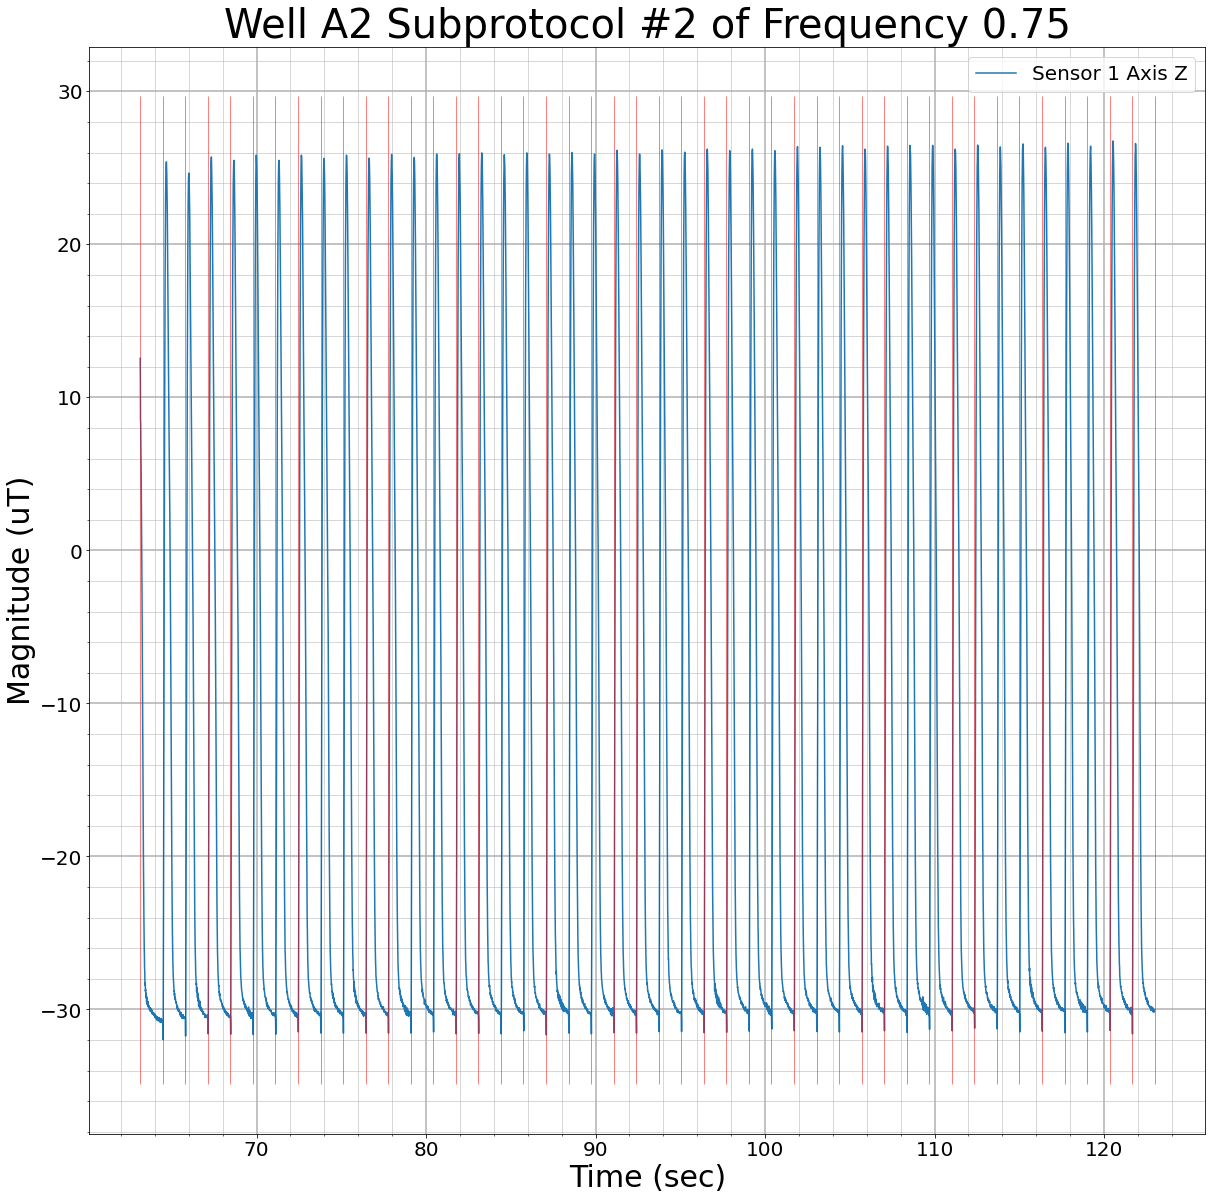 Well A2 Subprotocol #2 of Frequency 0.75
Sensor 1 Axis Z
30
20
10
0
−10
−20
−30
Magnitude (uT)
70 80 90 100 110 120
Time (sec)